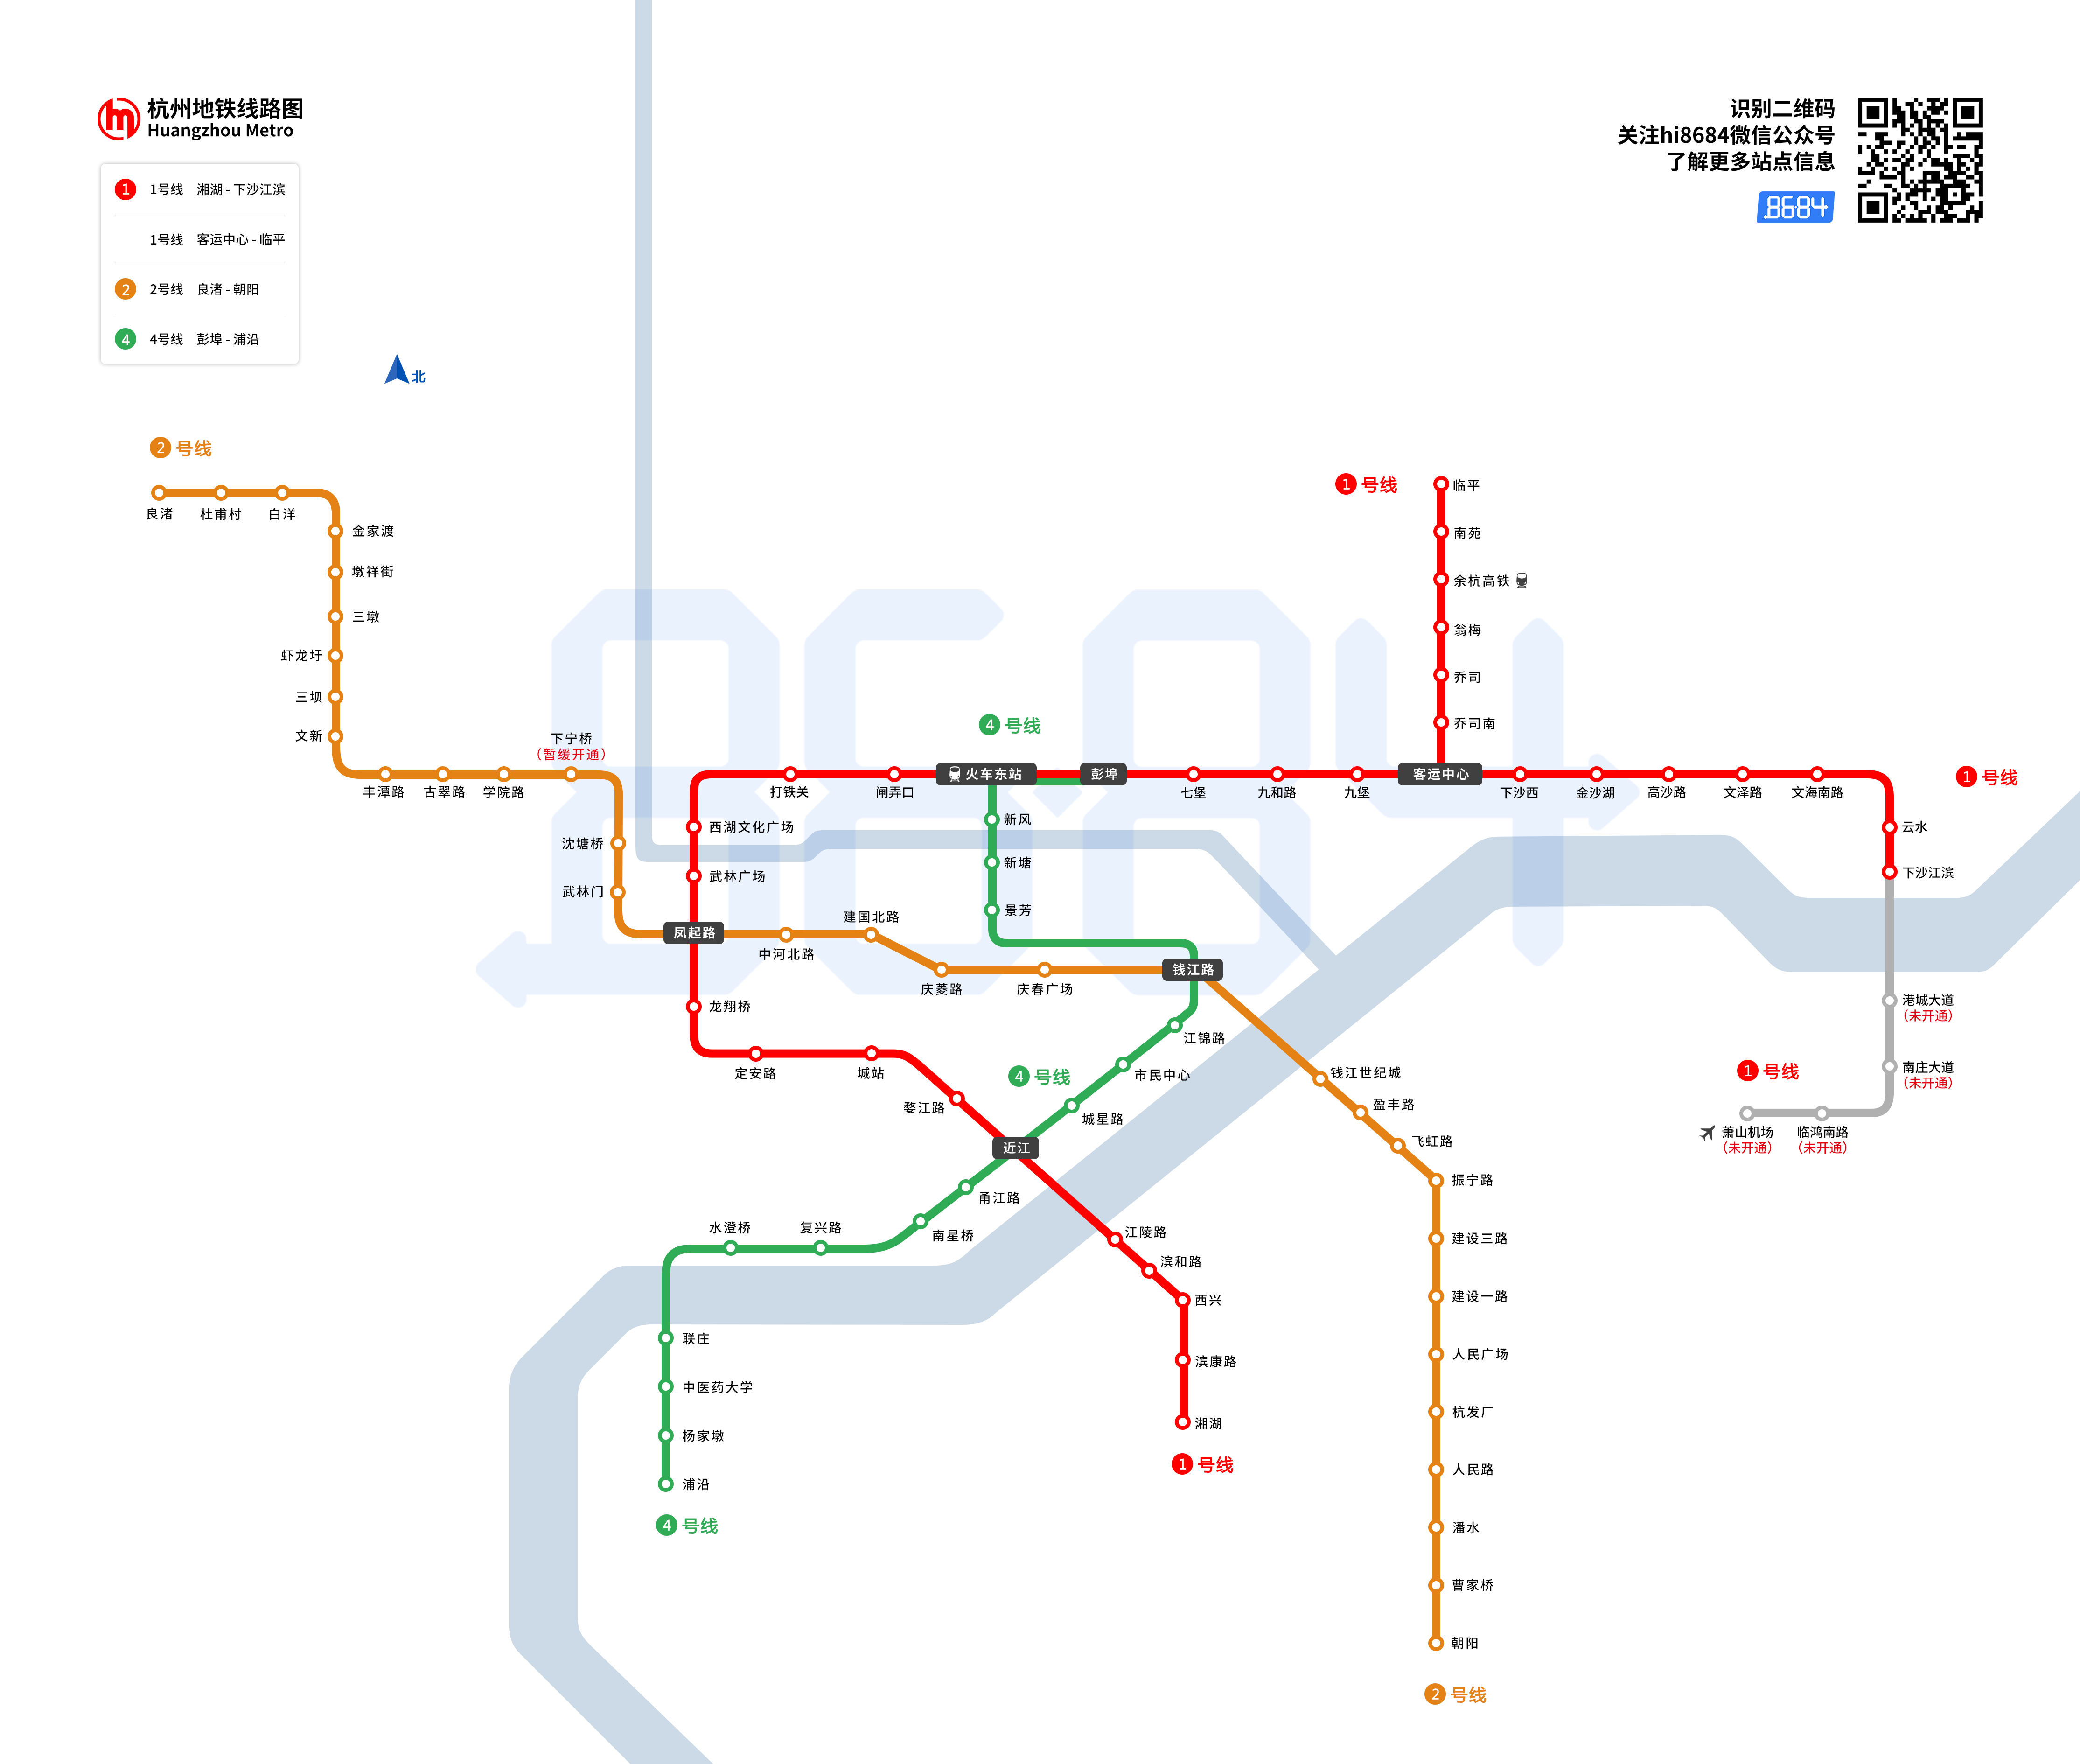 杭州地铁线路图
Huangzhou Metro
1 1号线 湘湖 - 下沙江滨
1号线 客运中心 - 临平
2 2号线 良渚 - 朝阳
4 4号线 彭埠 - 浦沿
识别二维码
关注hi8684微信公众号
了解更多站点信息
8684
北
2号线
良渚
杜甫村
白洋
金家渡
墩祥街
三墩
虾龙圩
三坝
文新
丰潭路
古翠路
学院路
下宁桥
（暂缓开通）
沈塘桥
武林门
凤起路
中河北路
建国北路
庆菱路
庆春广场
钱江路
钱江世纪城
盈丰路
飞虹路
振宁路
建设三路
建设一路
人民广场
杭发厂
人民路
潘水
曹家桥
朝阳
2号线
1号线
临平
南苑
余杭高铁
翁梅
乔司
乔司南
客运中心
打铁关
闸弄口
火车东站
彭埠
七堡
九和路
九堡
下沙西
金沙湖
高沙路
文泽路
文海南路
1号线
云水
下沙江滨
港城大道
（未开通）
南庄大道
（未开通）
1号线
萧山机场
（未开通）
临鸿南路
（未开通）
西湖文化广场
武林广场
龙翔桥
定安路
城站
婺江路
近江
江陵路
滨和路
西兴
滨康路
湘湖
1号线
4号线
新风
新塘
景芳
江锦路
市民中心
城星路
4号线
甬江路
南星桥
复兴路
水澄桥
联庄
中医药大学
杨家墩
浦沿
4号线
8684